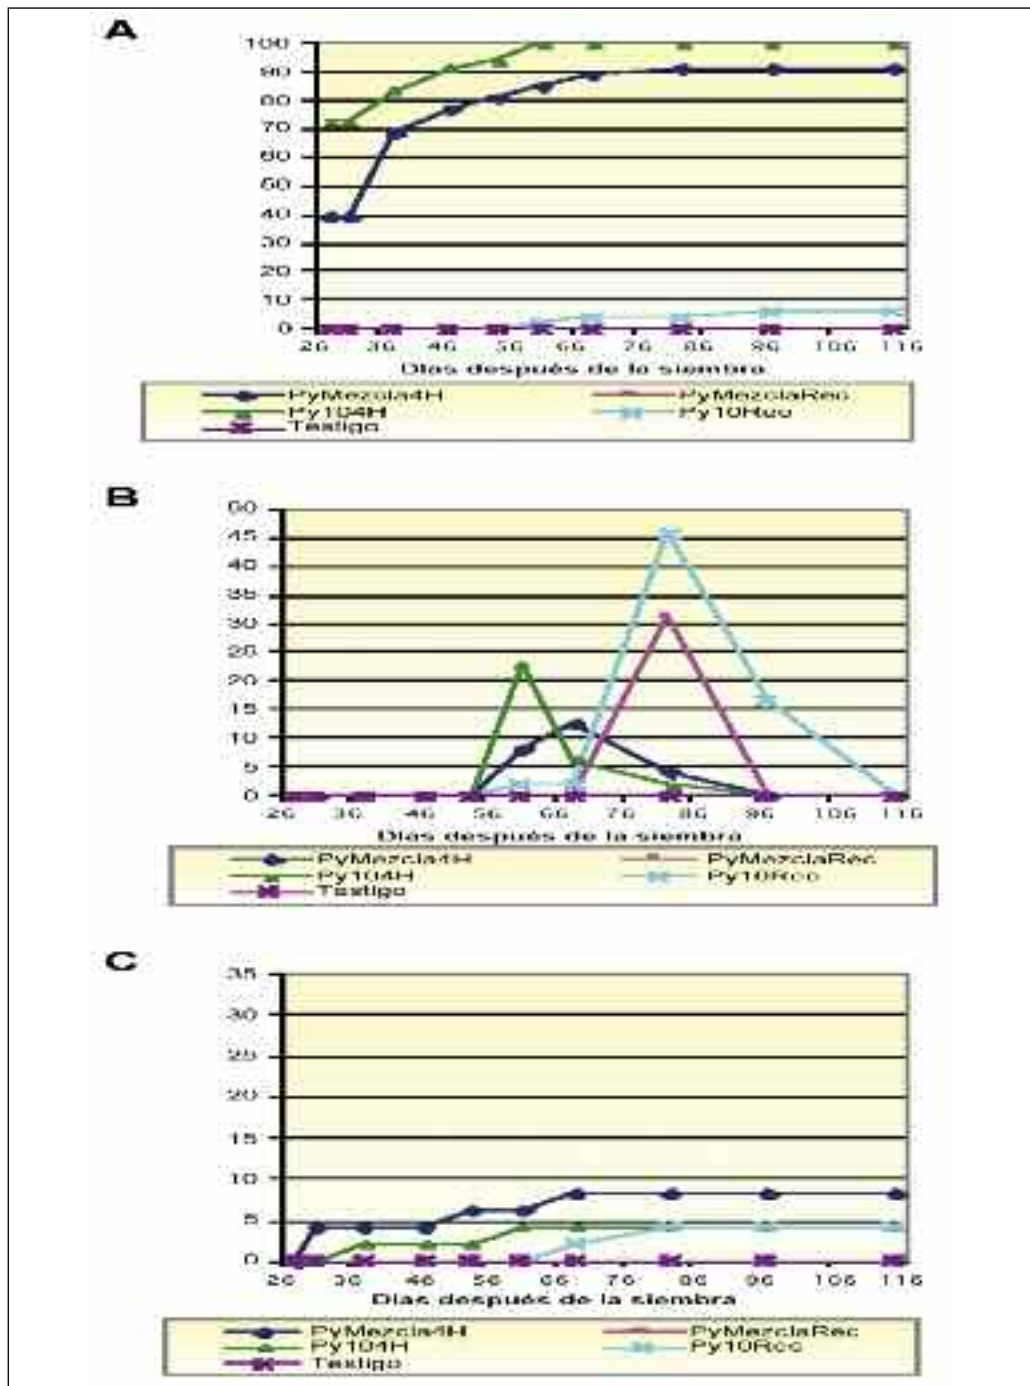 A
100
90
80
70
60
50
40
30
20
10
0
26 36 46 56 66 76 86 96 106 116
Días después de la siembra
PyMezcla4H PyMezclaRec
Py104H Py10Rec
Testigo
B
50
45
40
35
30
25
20
15
10
5
0
26 36 46 56 66 76 86 96 106 116
Días después de la siembra
PyMezcla4H PyMezclaRec
Py104H Py10Rec
Testigo
C
35
30
25
20
15
10
5
0
26 36 46 56 66 76 86 96 106 116
Días después de la siembra
PyMezcla4H PyMezclaRec
Py104H Py10Rec
Testigo